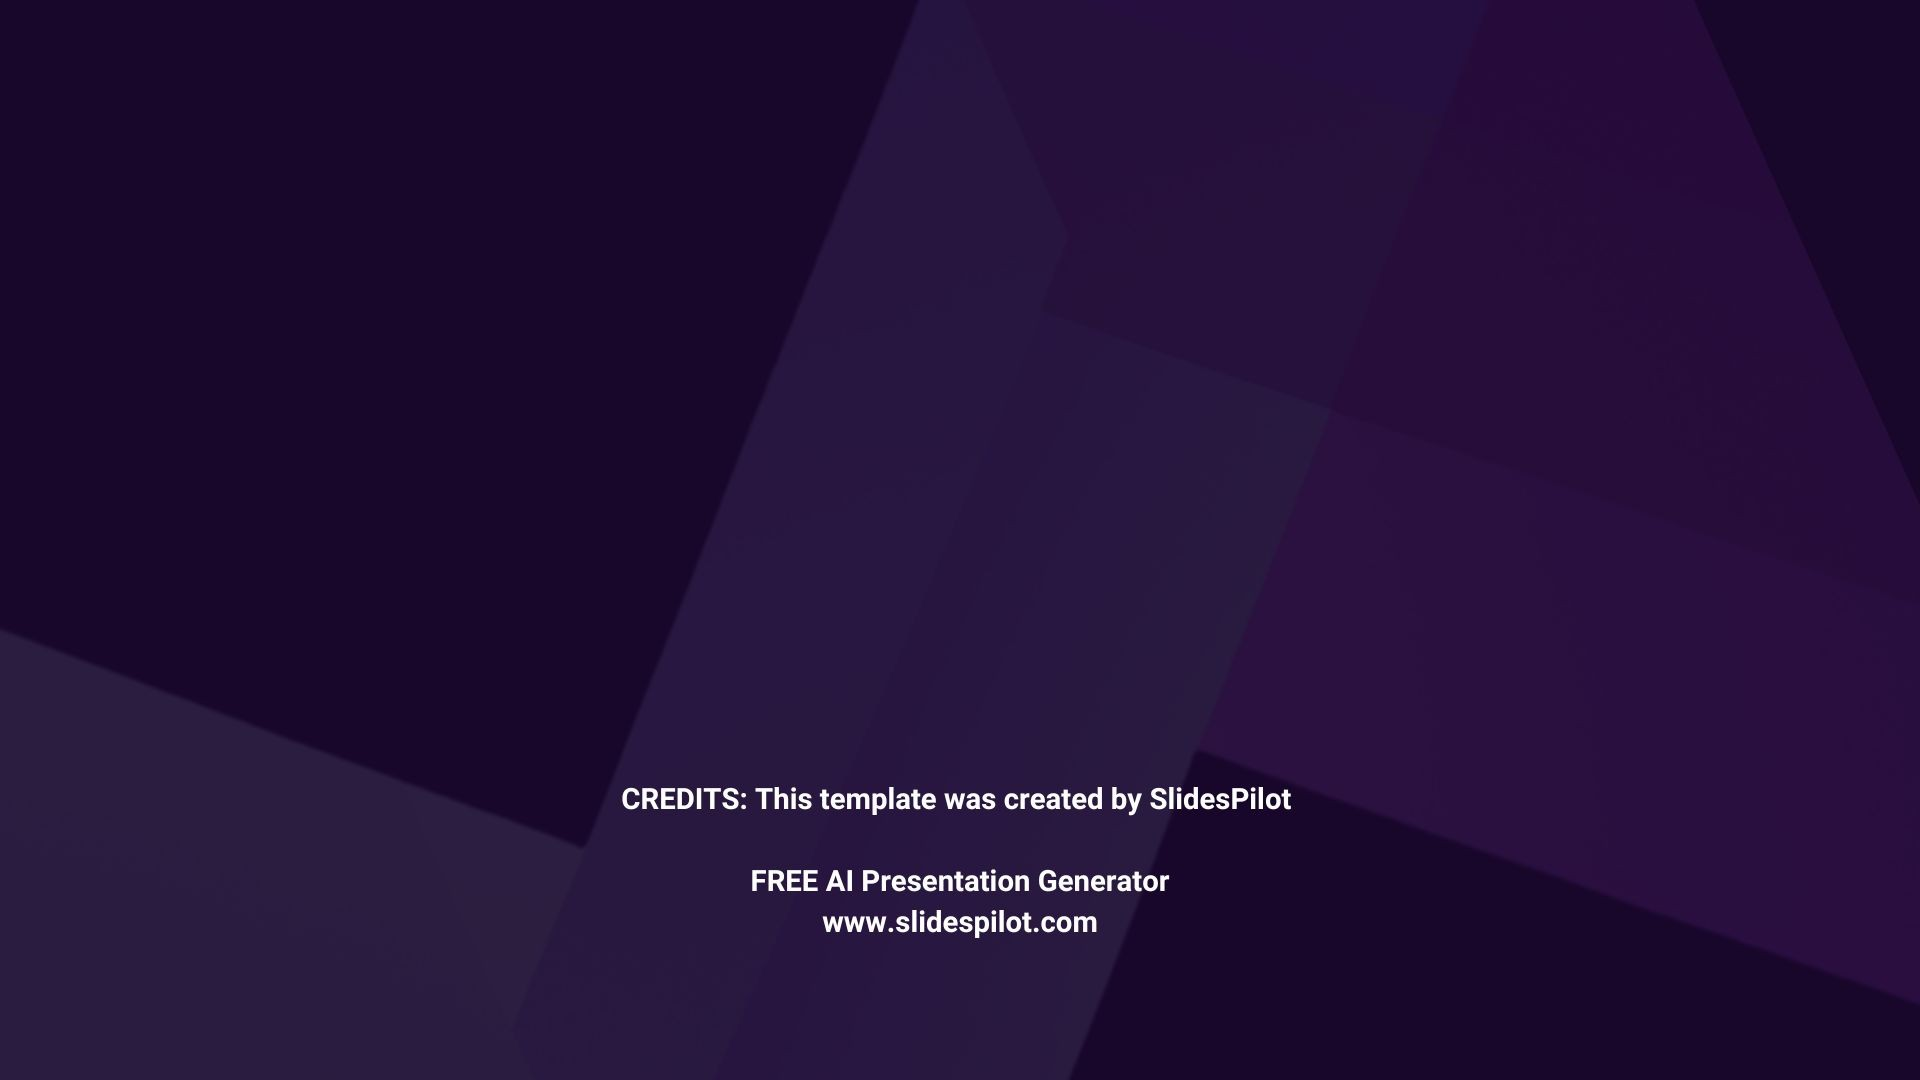 CREDITS: This template was created by SlidesPilot
FREE AI Presentation Generator
www.slidespilot.com